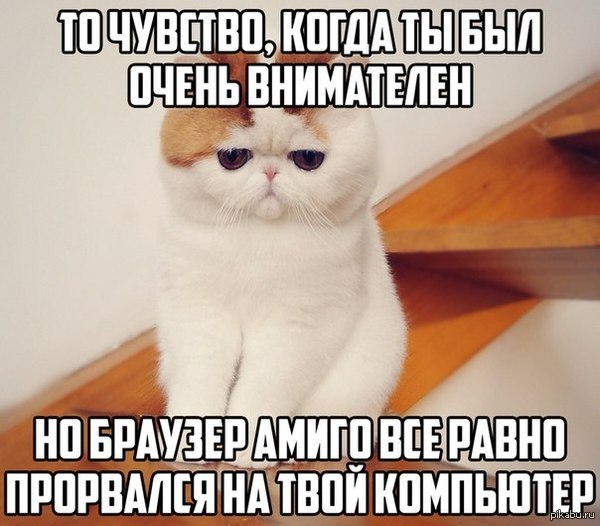 ТО ЧУВСТВО, КОГДА ТЫ БЫЛ
ОЧЕНЬ ВНИМАТЕЛЕН
НО БРАУЗЕР АМИГО ВСЕ РАВНО
ПРОРВАЛСЯ НА ТВОЙ КОМПЬЮТЕР
pikabu.ru